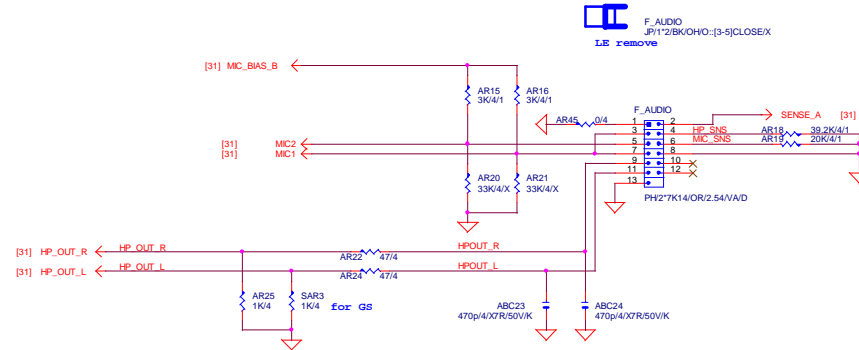 F_AUDIO
JP/1*2/BK/OH/O::[3-5]CLOSE/X
LE remove
[31] MIC_BIAS_B
AR15
3K/4/1
AR16
3K/4/1
F_AUDIO
AR45 0/4
1 2
SENSE_A [31]
3 4 HP_SNS AR18 39.2K/4/1
[31] MIC2
5 6 MIC_SNS AR19 20K/4/1
[31] MIC1
7 8
9 10
11 12
13
AR20
33K/4/X
AR21
33K/4/X
PH/2*7K14/OR/2.54/VA/D
[31] HP_OUT_R HP_OUT_R AR22 47/4 HPOUT_R
[31] HP_OUT_L HP_OUT_L AR24 47/4 HPOUT_L
AR25
1K/4
SAR3
1K/4
for GS
ABC23
470p/4/X7R/50V/K
ABC24
470p/4/X7R/50V/K